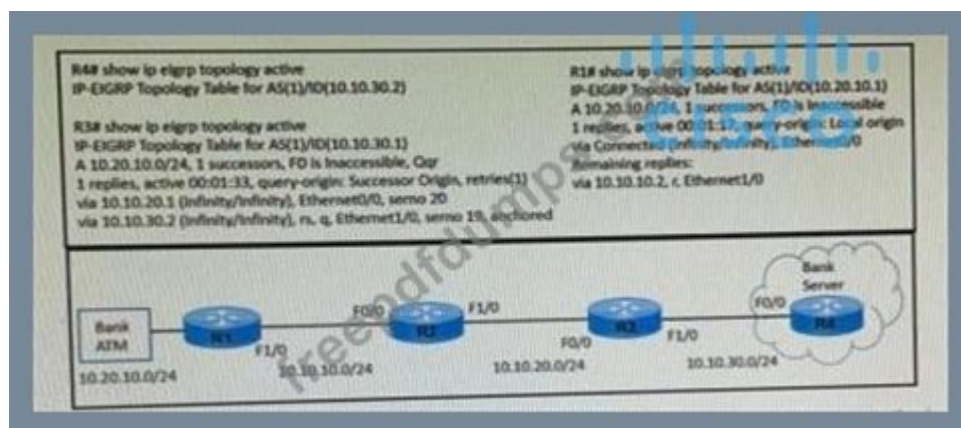 R4# show ip eigrp topology active
IP-EIGRP Topology Table for AS(1)/ID(10.10.30.2)
R3# show ip eigrp topology active
IP-EIGRP Topology Table for AS(1)/ID(10.10.30.1)
A 10.20.10.0/24, 1 successors, FD is Inaccessible, Qqr
1 replies, active 00:01:33, query-origin: Successor Origin, retries(1)
via 10.10.20.1 (Infinity/Infinity), Ethernet0/0, serno 20
via 10.10.30.2 (Infinity/Infinity), rs, q, Ethernet1/0, serno 19, anchored
R1# show ip eigrp topology active
IP-EIGRP Topology Table for AS(1)/ID(10.20.10.1)
A 10.20.10.0/24, 1 successors, FD is Inaccessible
1 replies, active 00:01:17, query-origin: Local origin
via Connected (Infinity/Infinity), Ethernet0/0
Remaining replies:
via 10.10.10.2, r, Ethernet1/0
Bank
ATM
10.20.10.0/24
R1
F1/0
10.10.10.0/24
F0/0
R2
F1/0
10.10.20.0/24
F0/0
R3
F1/0
10.10.30.0/24
Bank
Server
F0/0
R4